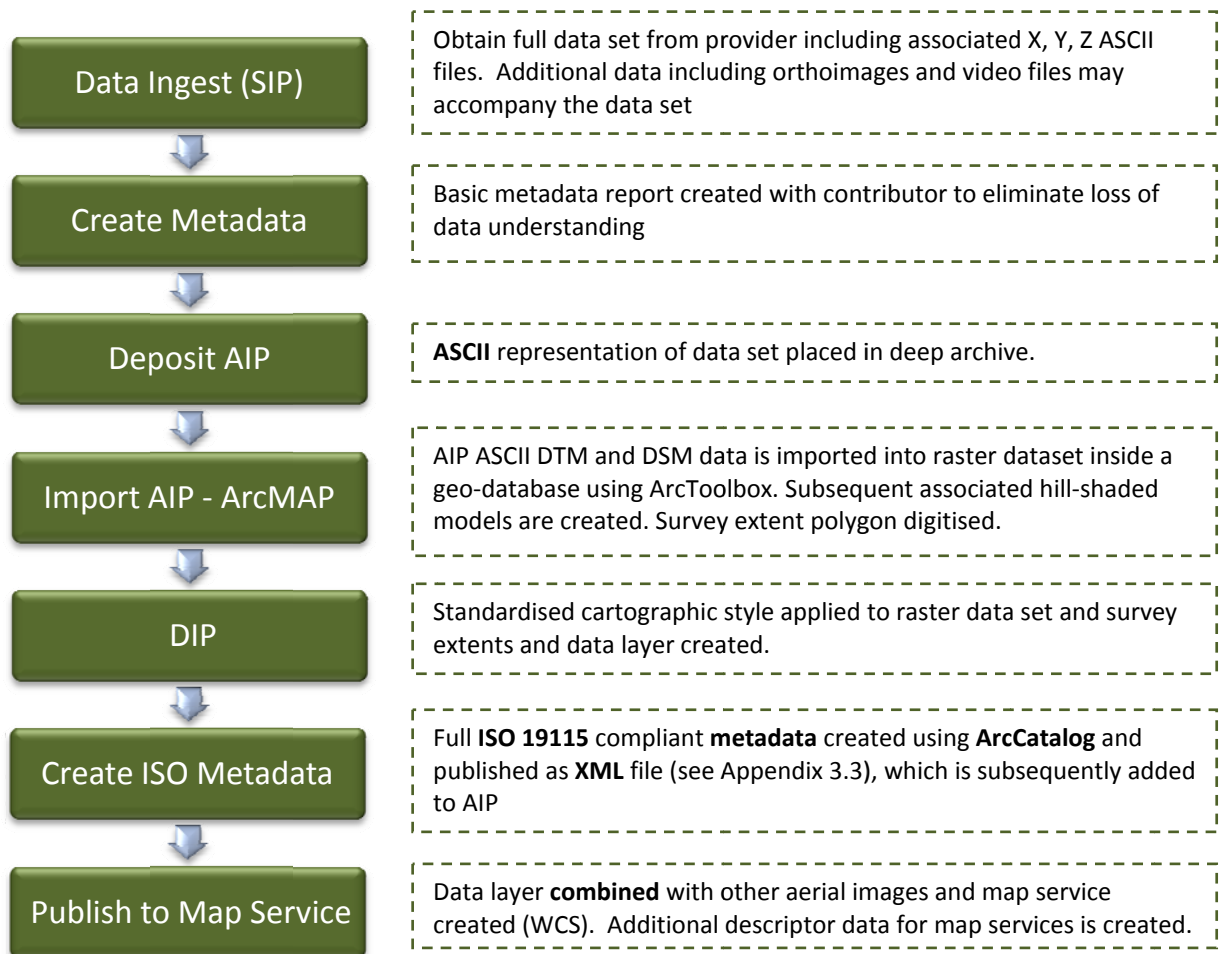 Data Ingest (SIP)
Obtain full data set from provider including associated X, Y, Z ASCII
files.  Additional data including orthoimages and video files may
accompany the data set
Create Metadata
Basic metadata report created with contributor to eliminate loss of
data understanding
Deposit AIP
ASCII representation of data set placed in deep archive.
Import AIP - ArcMAP
AIP ASCII DTM and DSM data is imported into raster dataset inside a
geo-database using ArcToolbox. Subsequent associated hill-shaded
models are created. Survey extent polygon digitised.
DIP
Standardised cartographic style applied to raster data set and survey
extents and data layer created.
Create ISO Metadata
Full ISO 19115 compliant metadata created using ArcCatalog and
published as XML file (see Appendix 3.3), which is subsequently added
to AIP
Publish to Map Service
Data layer combined with other aerial images and map service
created (WCS).  Additional descriptor data for map services is created.